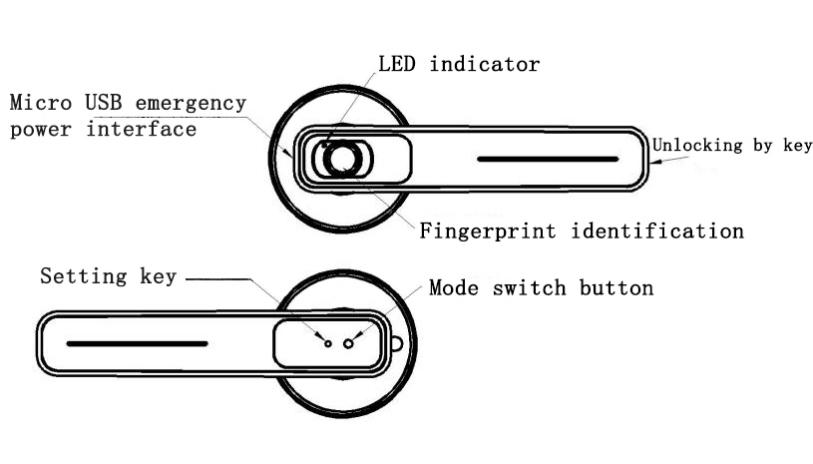 LED indicator
Micro USB emergency
power interface
Unlocking by key
Fingerprint identification
Setting key
Mode switch button